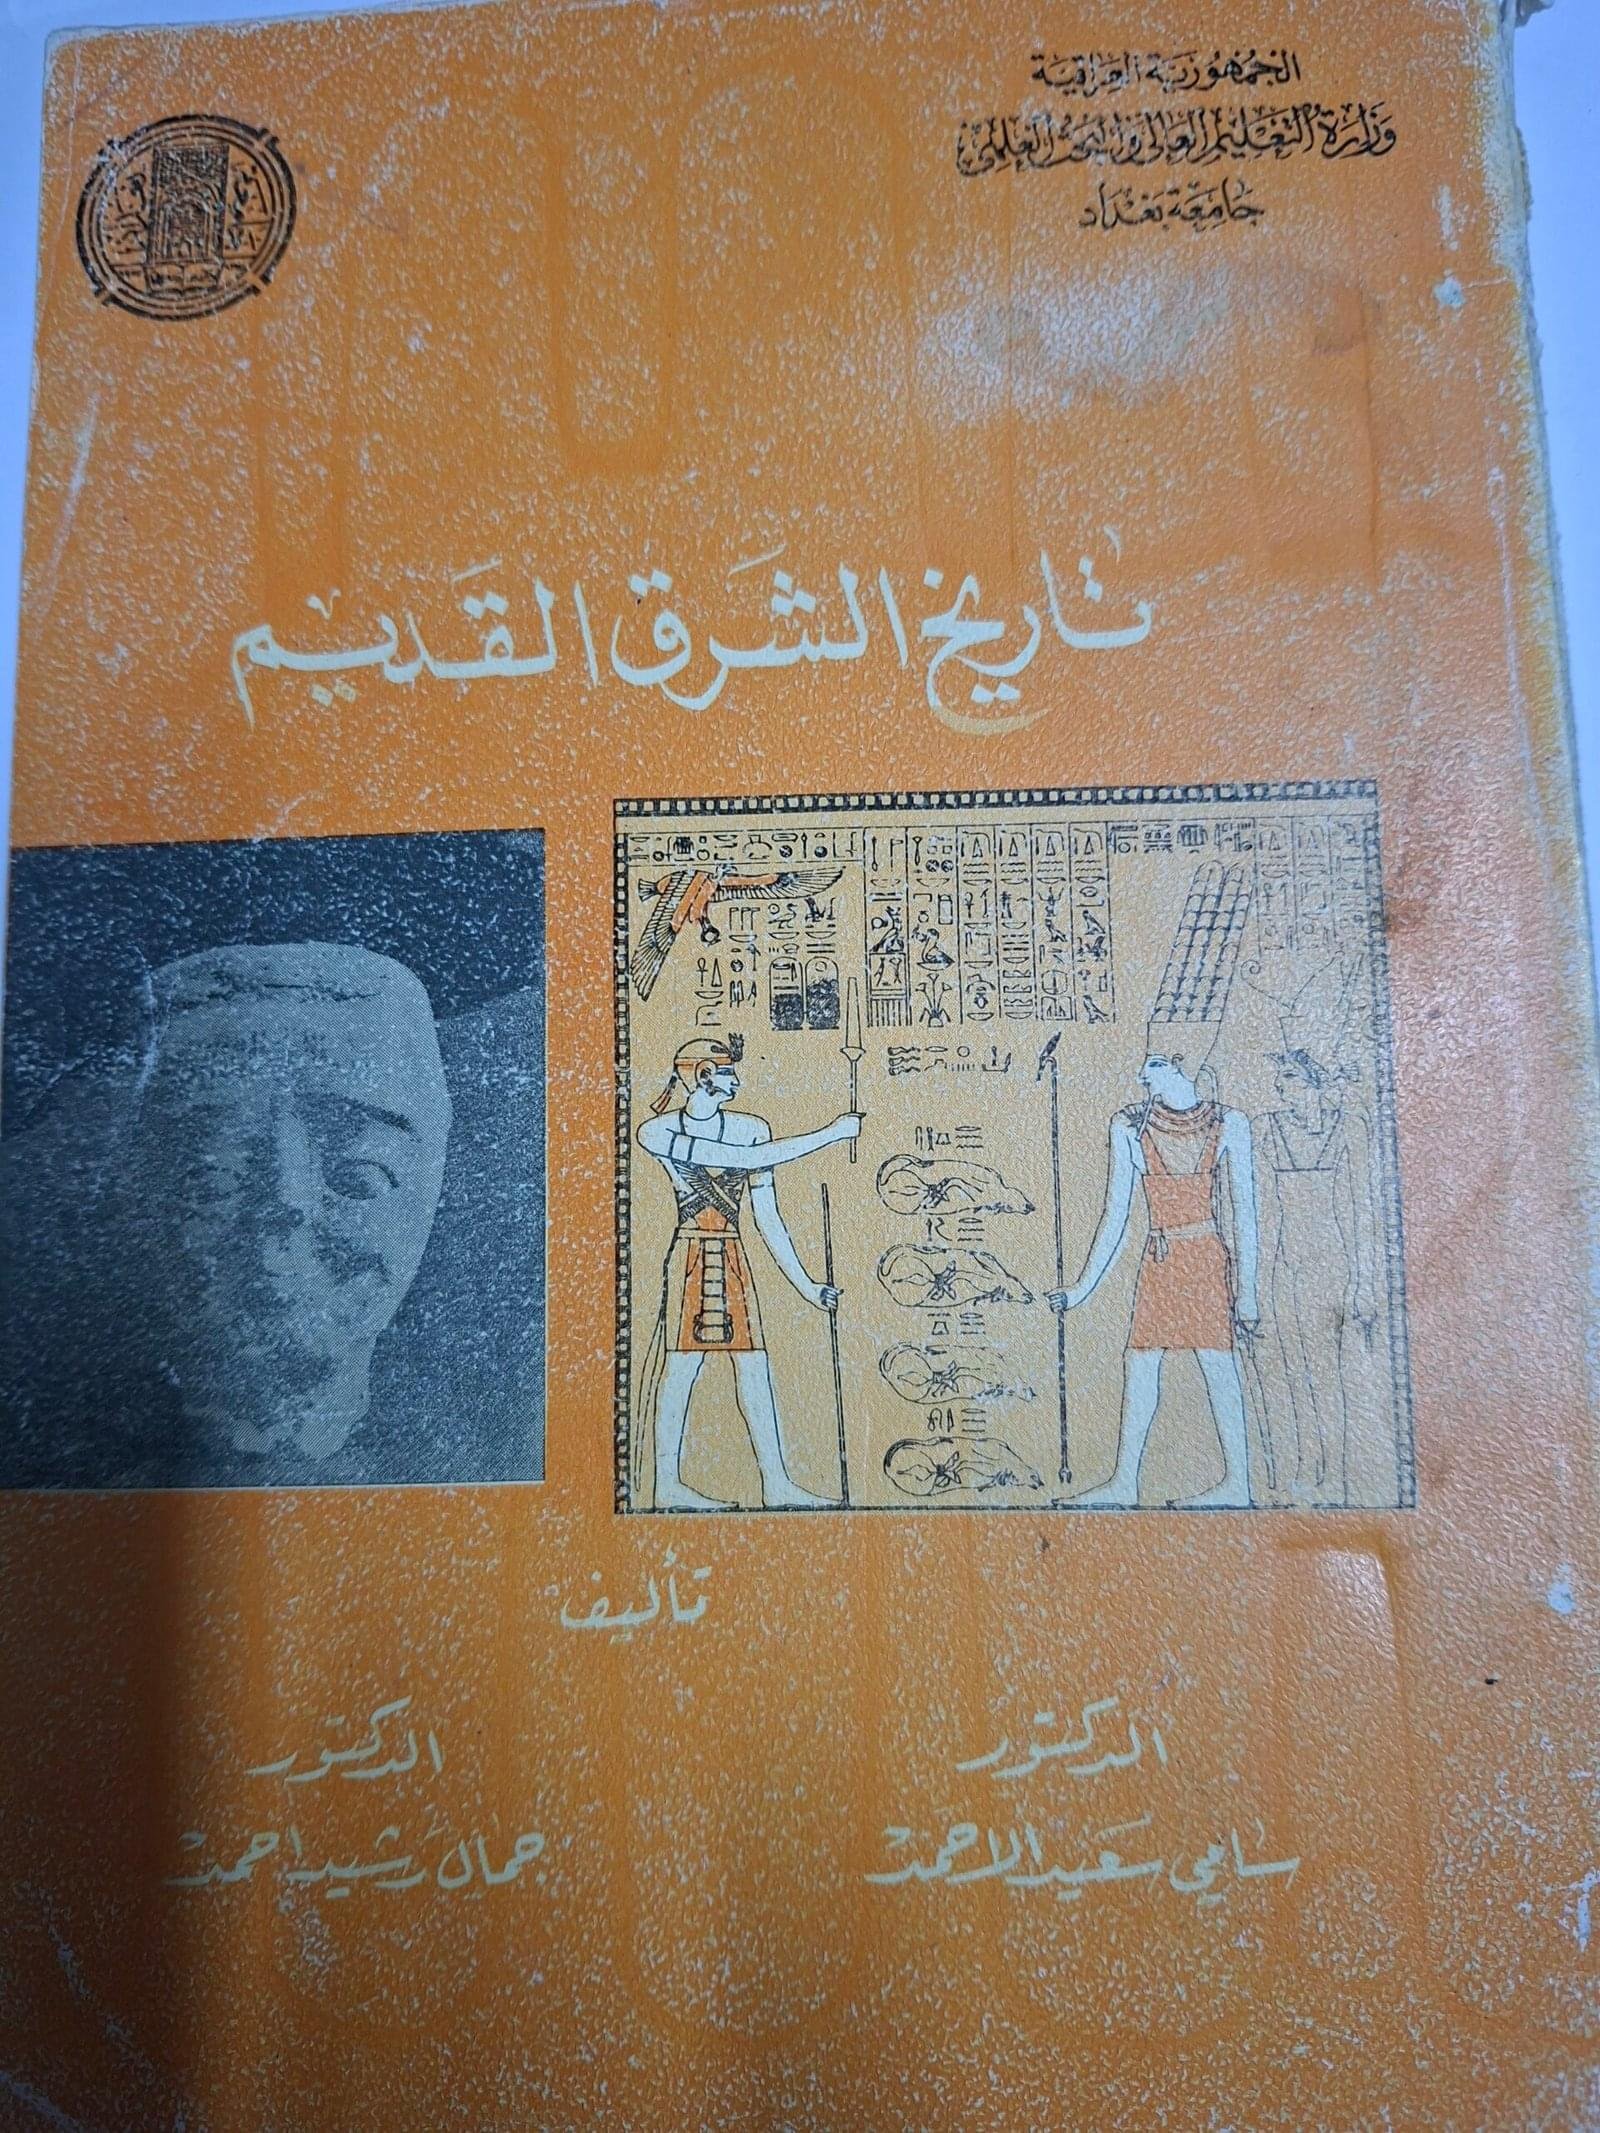 الجمهورية العراقية
وزارة التعليم العالي والبحث العلمي
جامعة بغداد
تاريخ الشرق القديم
تأليف
الدكتور
سامي سعيد الاحمد
الدكتور
جمال رشيد احمد